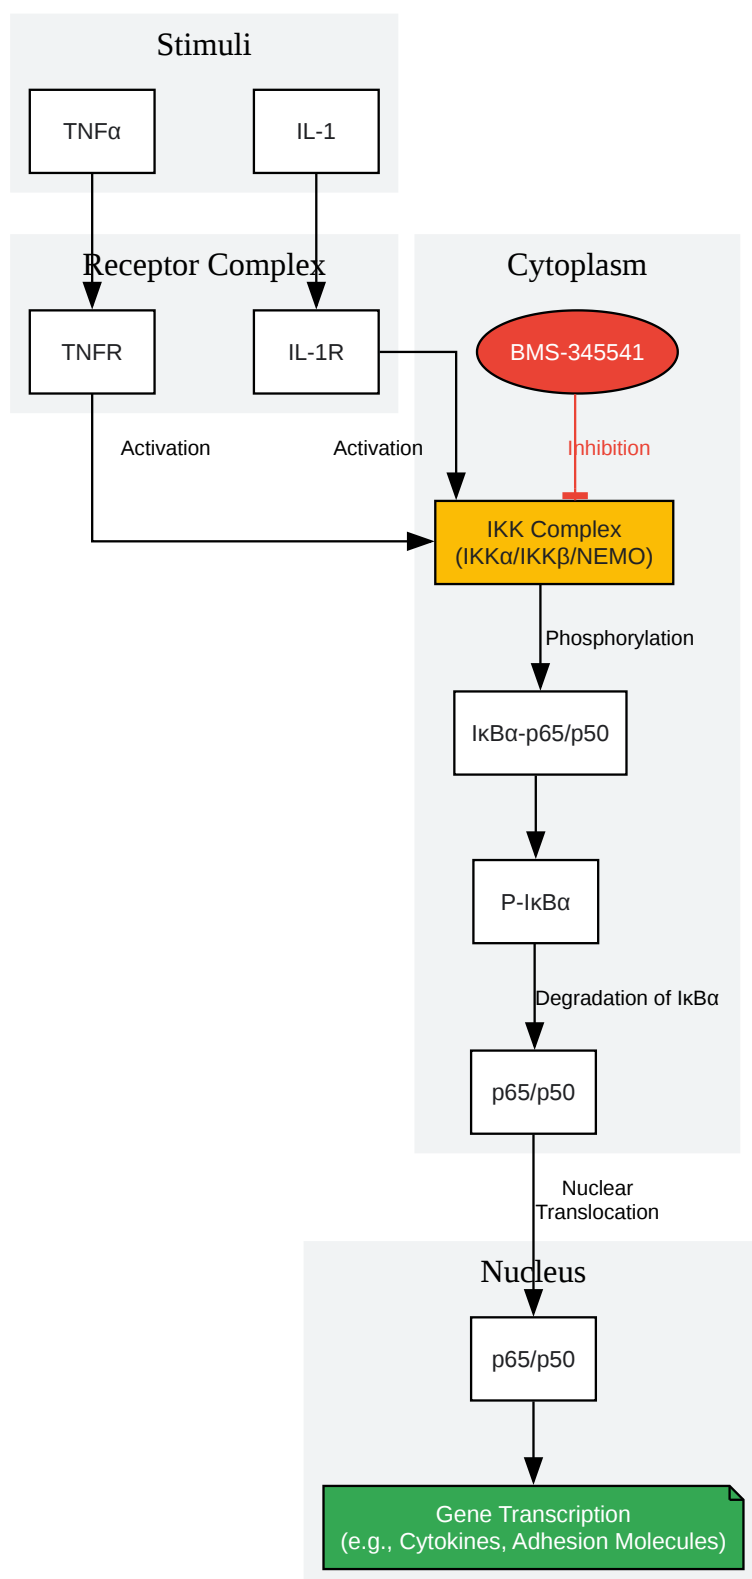 Stimuli
TNFα
IL-1
Receptor Complex
Cytoplasm
TNFR
IL-1R
BMS-345541
Activation
Activation
Inhibition
IKK Complex
(IKKα/IKKβ/NEMO)
Phosphorylation
IκBα-p65/p50
P-IκBα
Degradation of IκBα
p65/p50
Nuclear
Translocation
Nucleus
p65/p50
Gene Transcription
(e.g., Cytokines, Adhesion Molecules)